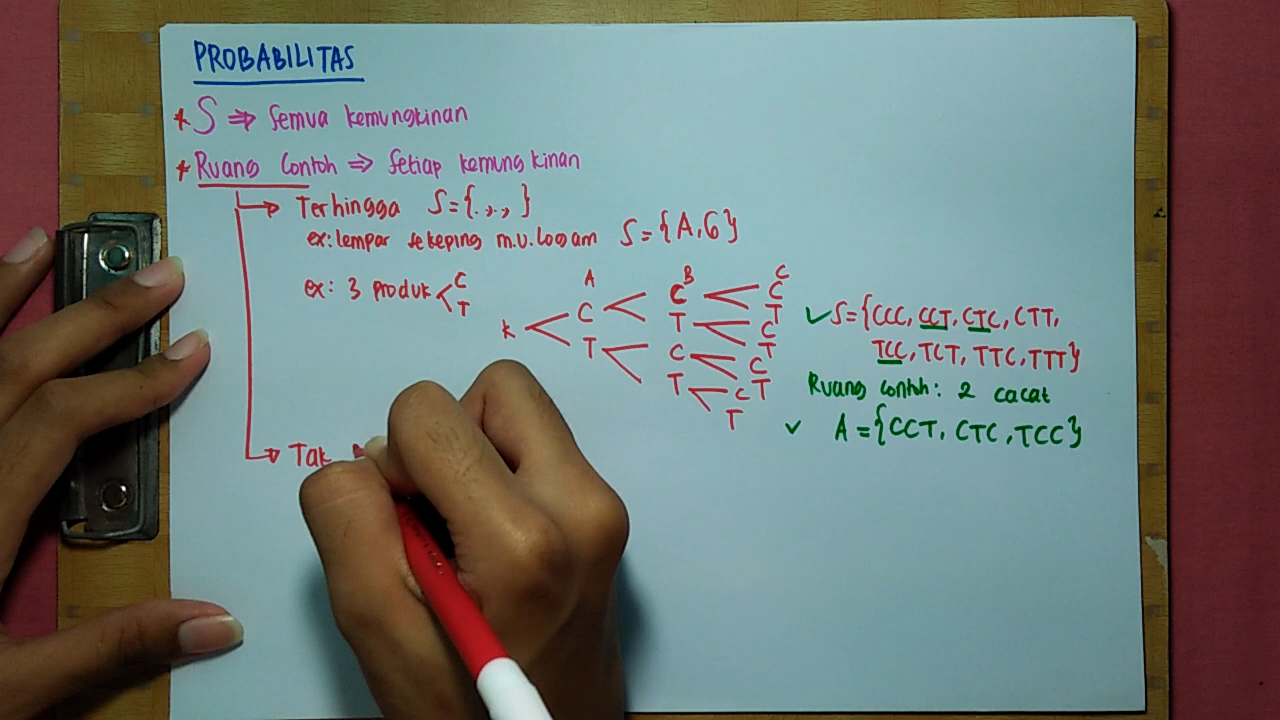 PROBABILITAS
* S ⇒ Semua kemungkinan
* Ruang Contoh ⇒ Setiap kemungkinan
→ Terhingga S={.,.,}
ex: lempar sekeping m.u.logam S={A,G}
ex: 3 produk < C T
A B C
K < C T
C T C T
C T C T C T C T
✓ S={CCC, CCT, CTC, CTT,
TCC, TCT, TTC, TTT}
Ruang contoh: 2 cacat
✓ A={CCT, CTC, TCC}
→ Tak